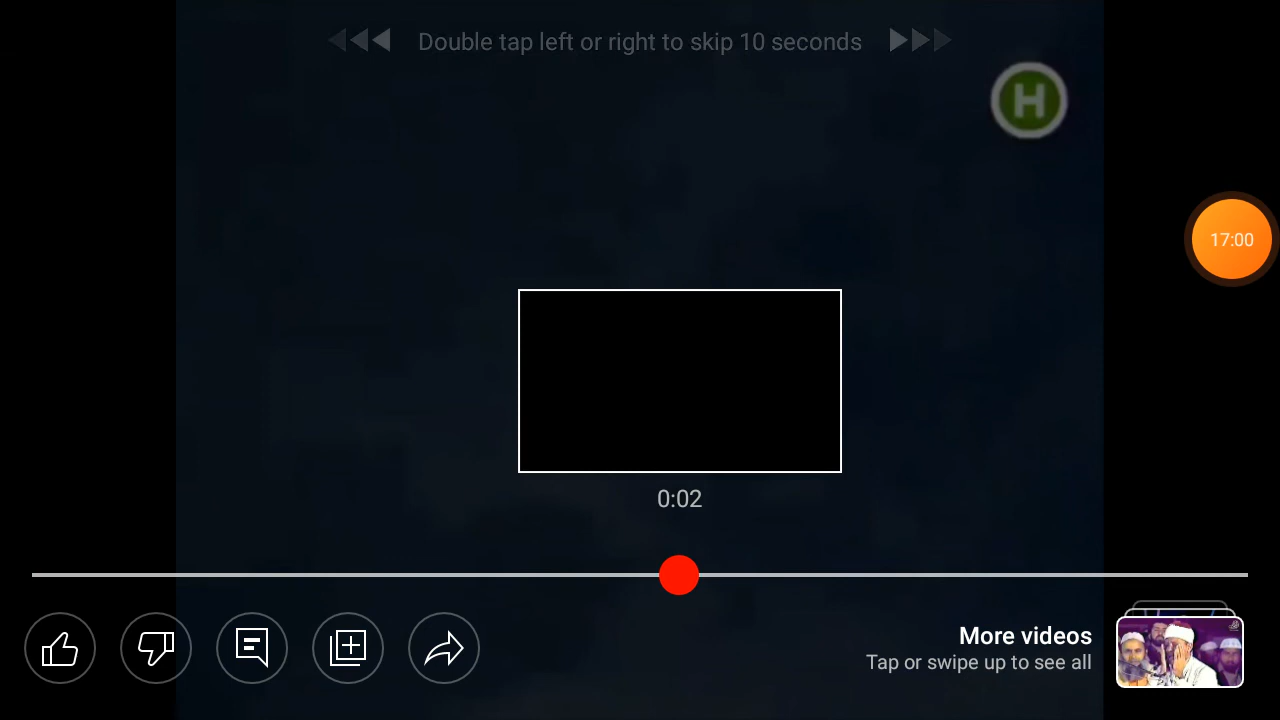 Double tap left or right to skip 10 seconds
H
17:00
0:02
More videos
Tap or swipe up to see all